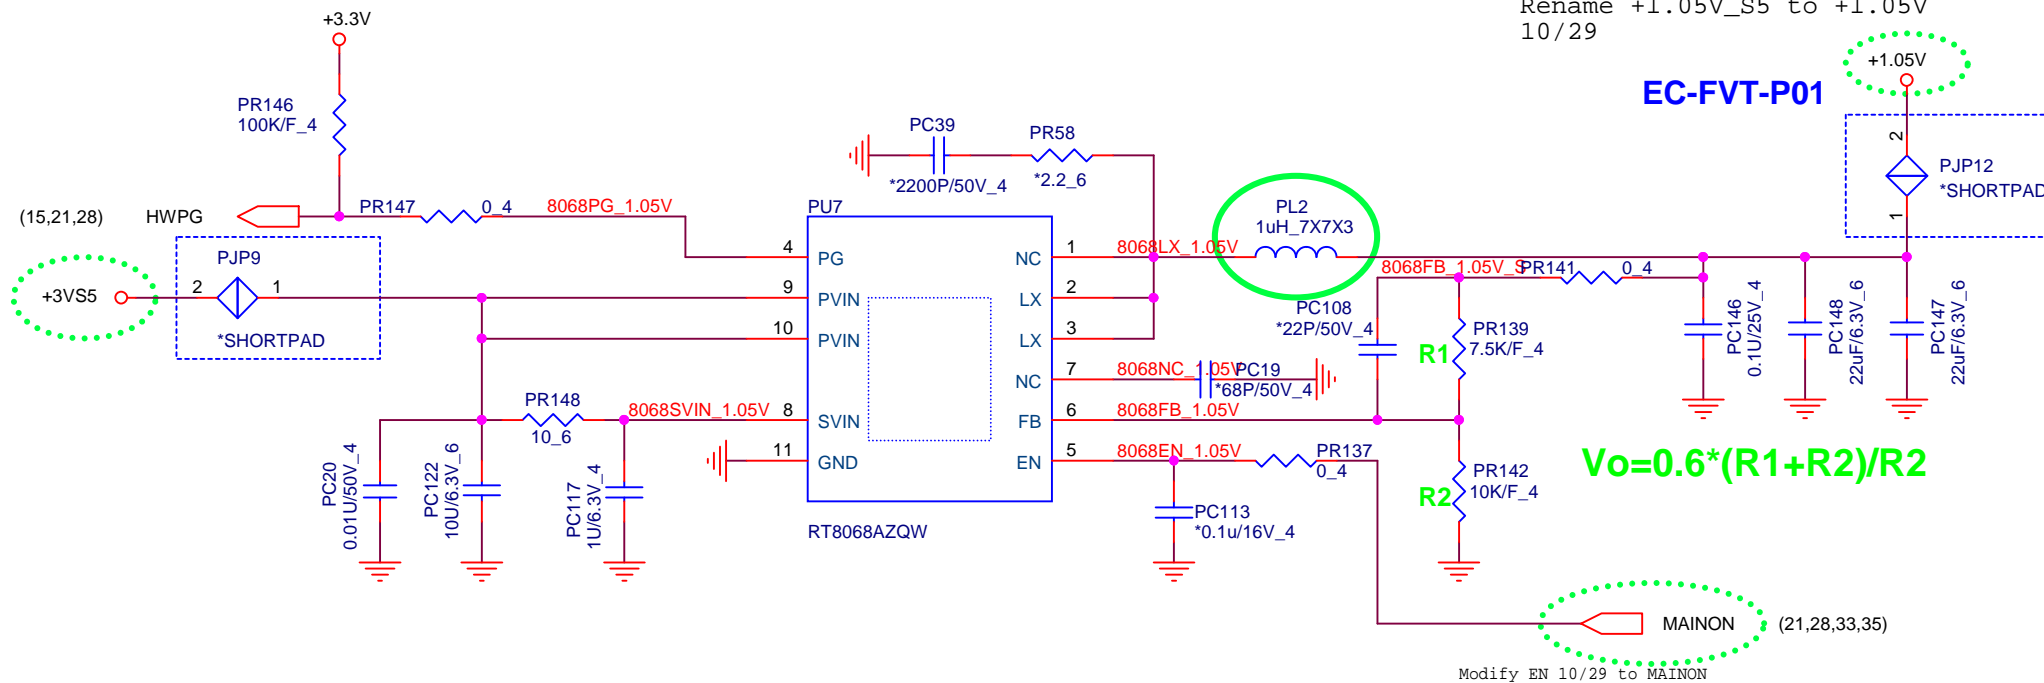 Rename +1.05V_S5 to +1.05V
10/29
+3.3V
+1.05V
EC-FVT-P01
PR146
100K/F_4
PC39
*2200P/50V_4
PR58
*2.2_6
2
PJP12
*SHORTPAD
1
(15,21,28)
HWPG
PR147
0_4
8068PG_1.05V
PU7
PL2
1uH_7X7X3
4
PG
NC
1
8068LX_1.05V
PJP9
+3VS5
2
1
*SHORTPAD
9
PVIN
LX
2
10
PVIN
LX
3
8068FB_1.05V_S
PR141
0_4
PC108
*22P/50V_4
R1
PR139
7.5K/F_4
PC146
0.1U/25V_4
PC148
22uF/6.3V_6
PC147
22uF/6.3V_6
NC
7
8068NC_1.05V
PC19
*68P/50V_4
PR148
10_6
8068SVIN_1.05V
8
SVIN
FB
6
8068FB_1.05V
11
GND
EN
5
8068EN_1.05V
PR137
0_4
Vo=0.6*(R1+R2)/R2
PC20
0.01U/50V_4
PC122
10U/6.3V_6
PC117
1U/6.3V_4
R2
PR142
10K/F_4
PC113
*0.1u/16V_4
RT8068AZQW
MAINON
(21,28,33,35)
Modify EN 10/29 to MAINON